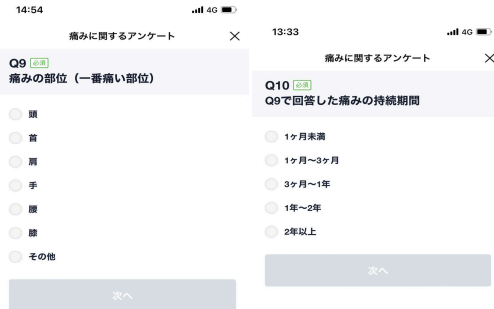 14:54
4G
痛みに関するアンケート
Q9 必須
痛みの部位（一番痛い部位）
頭
首
肩
手
腰
膝
その他
次へ
13:33
4G
痛みに関するアンケート
Q10 必須
Q9で回答した痛みの持続期間
1ヶ月未満
1ヶ月〜3ヶ月
3ヶ月〜1年
1年〜2年
2年以上
次へ